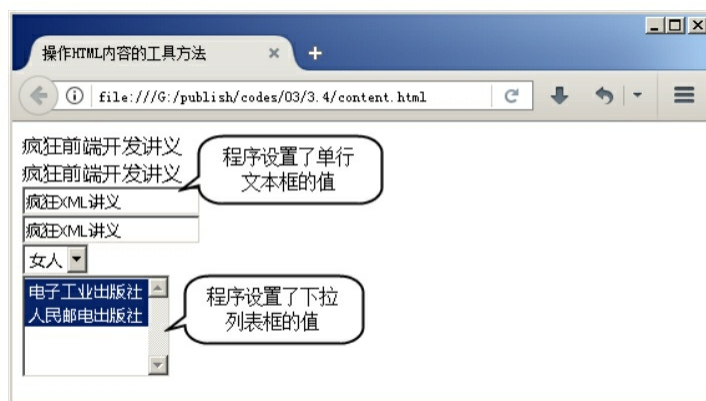 操作HTML内容的工具方法
file:///G:/publish/codes/03/3.4/content.html
疯狂前端开发讲义
疯狂前端开发讲义
程序设置了单行
文本框的值
疯狂XML讲义
疯狂XML讲义
女人
电子工业出版社
人民邮电出版社
程序设置了下拉
列表框的值